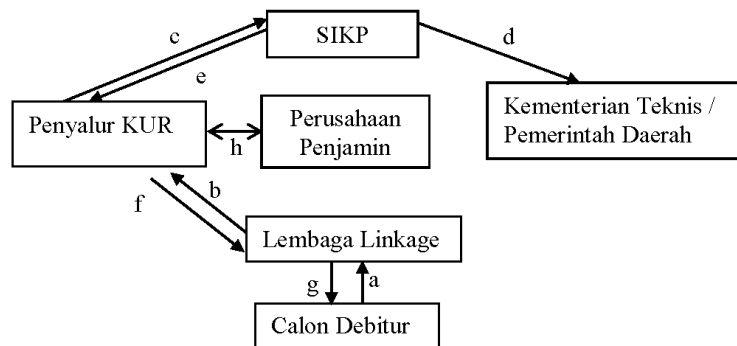 c
SIKP
d
e
Penyalur KUR
Perusahaan
Penjamin
Kementerian Teknis /
Pemerintah Daerah
h
b
f
Lembaga Linkage
g
a
Calon Debitur